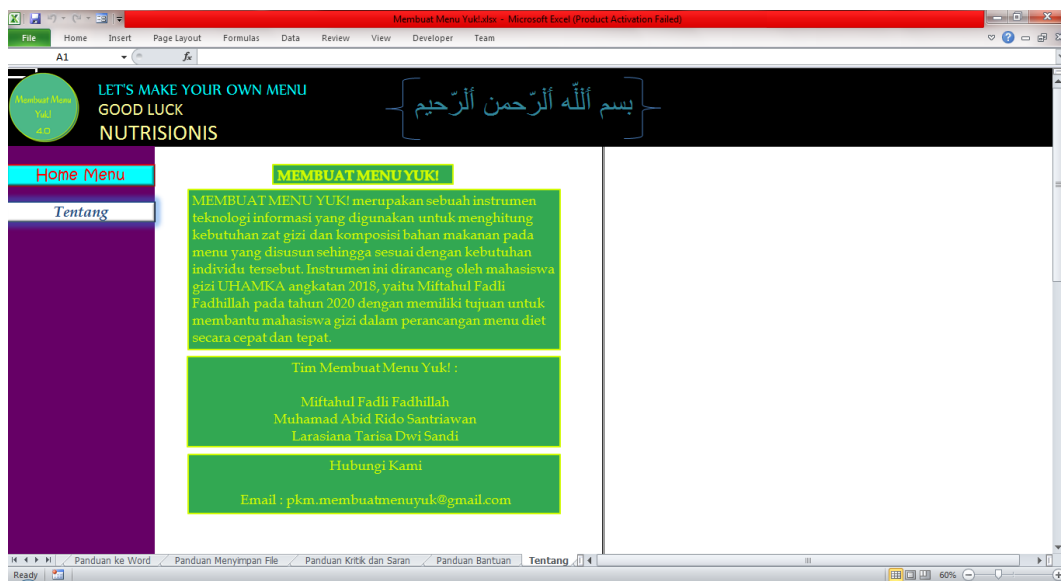 Membuat Menu Yuk!.xlsx - Microsoft Excel (Product Activation Failed)
File Home Insert Page Layout Formulas Data Review View Developer Team
A1 fx
Membuat Menu
Yuk!
4.0
LET'S MAKE YOUR OWN MENU
GOOD LUCK
NUTRISIONIS
بسم ألله ألرّحمن ألرّحيم
Home Menu
Tentang
MEMBUAT MENU YUK!
MEMBUAT MENU YUK! merupakan sebuah instrumen
teknologi informasi yang digunakan untuk menghitung
kebutuhan zat gizi dan komposisi bahan makanan pada
menu yang disusun sehingga sesuai dengan kebutuhan
individu tersebut. Instrumen ini dirancang oleh mahasiswa
gizi UHAMKA angkatan 2018, yaitu Miftahul Fadli
Fadhillah pada tahun 2020 dengan memiliki tujuan untuk
membantu mahasiswa gizi dalam perancangan menu diet
secara cepat dan tepat.
Tim Membuat Menu Yuk! :
Miftahul Fadli Fadhillah
Muhamad Abid Rido Santriawan
Larasiana Tarisa Dwi Sandi
Hubungi Kami
Email : pkm.membuatmenuyuk@gmail.com
Panduan ke Word Panduan Menyimpan File Panduan Kritik dan Saran Panduan Bantuan Tentang
Ready 60%